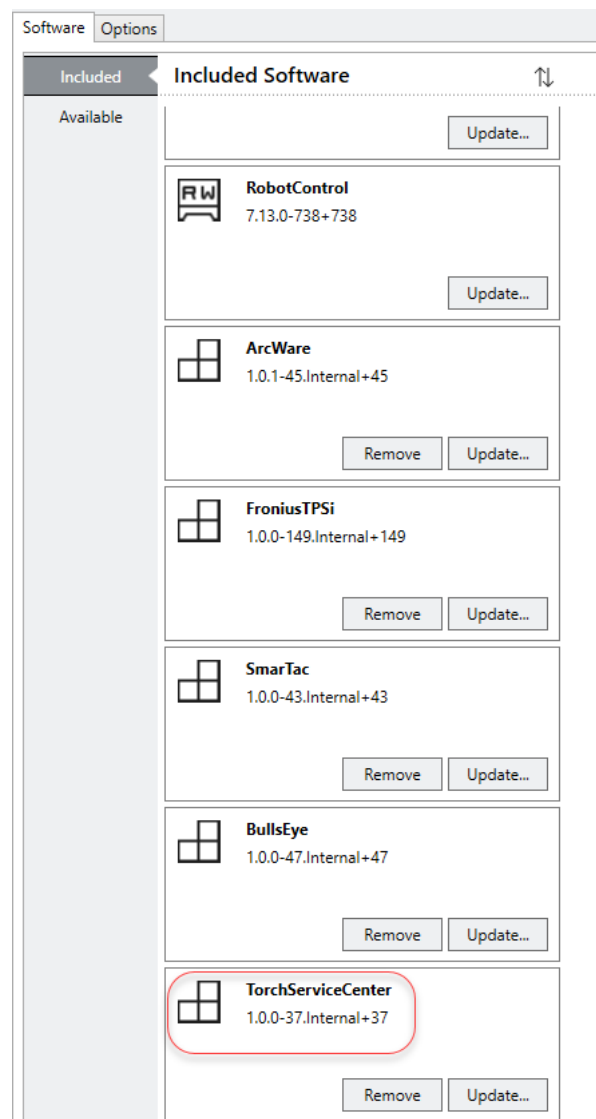 Software Options
Included
Included Software
Available
Update...
RW
RobotControl
7.13.0-738+738
Update...
ArcWare
1.0.1-45.Internal+45
Remove Update...
FroniusTPSi
1.0.0-149.Internal+149
Remove Update...
SmarTac
1.0.0-43.Internal+43
Remove Update...
BullsEye
1.0.0-47.Internal+47
Remove Update...
TorchServiceCenter
1.0.0-37.Internal+37
Remove Update...